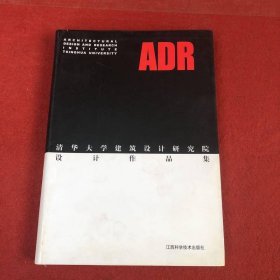 ARCHITECTURAL
DESIGN AND RESEARCH
INSTITUTE
TSINGHUA UNIVERSITY
ADR
清华大学建筑设计研究院
设计作品集
江西科学技术出版社